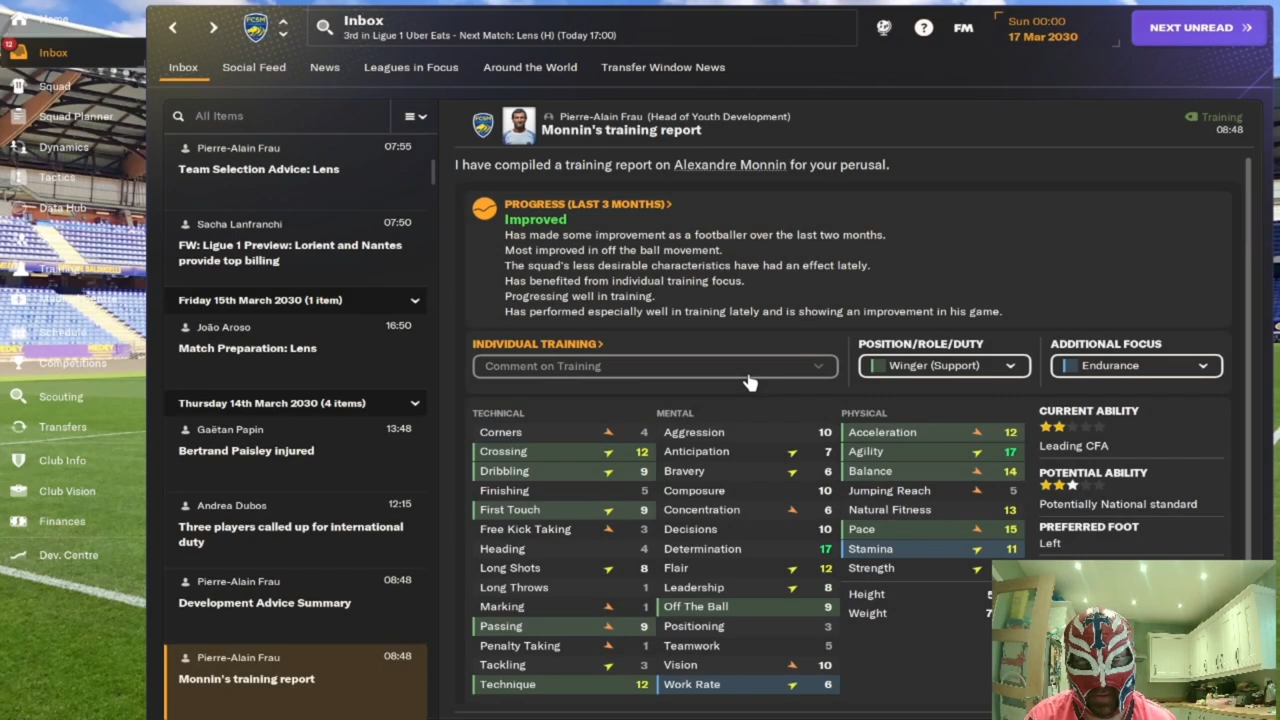 Home
12
Inbox
Squad
Squad Planner
Dynamics
Tactics
Data Hub
Schedule
Competitions
Scouting
Transfers
Club Info
Club Vision
Finances
Dev. Centre
FCSM
Inbox
3rd in Ligue 1 Uber Eats - Next Match: Lens (H) (Today 17:00)
?
FM
Sun 00:00
17 Mar 2030
NEXT UNREAD
Inbox Social Feed News Leagues in Focus Around the World Transfer Window News
All Items
Pierre-Alain Frau 07:55
Team Selection Advice: Lens
Sacha Lanfranchi 07:50
FW: Ligue 1 Preview: Lorient and Nantes
provide top billing
Friday 15th March 2030 (1 item)
João Aroso 16:50
Match Preparation: Lens
Thursday 14th March 2030 (4 items)
Gaëtan Papin 13:48
Bertrand Paisley injured
Andrea Dubos 12:15
Three players called up for international
duty
Pierre-Alain Frau 08:48
Development Advice Summary
Pierre-Alain Frau 08:48
Monnin's training report
Pierre-Alain Frau (Head of Youth Development)
Monnin's training report
Training
08:48
I have compiled a training report on Alexandre Monnin for your perusal.
PROGRESS (LAST 3 MONTHS) >
Improved
Has made some improvement as a footballer over the last two months.
Most improved in off the ball movement.
The squad's less desirable characteristics have had an effect lately.
Has benefited from individual training focus.
Progressing well in training.
Has performed especially well in training lately and is showing an improvement in his game.
INDIVIDUAL TRAINING > POSITION/ROLE/DUTY ADDITIONAL FOCUS
Comment on Training Winger (Support) Endurance
TECHNICAL MENTAL PHYSICAL
Corners 4 Aggression 10 Acceleration 12
Crossing 12 Anticipation 7 Agility 17
Dribbling 9 Bravery 6 Balance 14
Finishing 5 Composure 10 Jumping Reach 5
First Touch 9 Concentration 6 Natural Fitness 13
Free Kick Taking 3 Decisions 10 Pace 15
Heading 4 Determination 17 Stamina 11
Long Shots 8 Flair 12 Strength
Long Throws 1 Leadership 8 Height
Marking 1 Off The Ball 9 Weight
Passing 9 Positioning 3
Penalty Taking 1 Teamwork 5
Tackling 3 Vision 10
Technique 12 Work Rate 6
CURRENT ABILITY
Leading CFA
POTENTIAL ABILITY
Potentially National standard
PREFERRED FOOT
Left